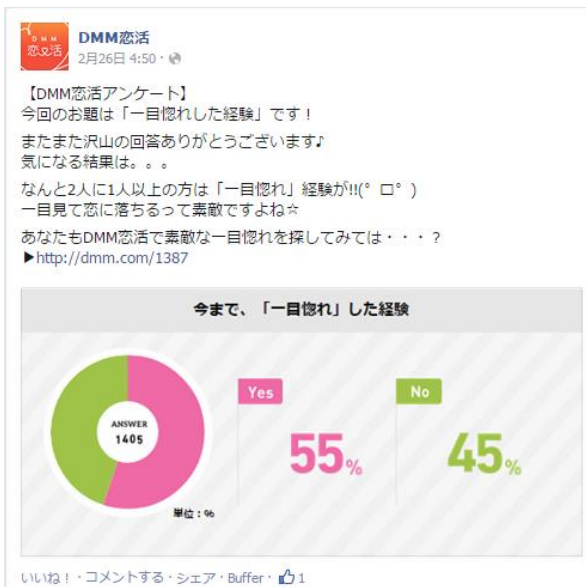 DMM
恋活
DMM恋活
2月26日 4:50 ·
【DMM恋活アンケート】
今回のお題は「一目惚れした経験」です！
またまた沢山の回答ありがとうございます♪
気になる結果は。。。
なんと2人に1人以上の方は「一目惚れ」経験が!!(°ロ°)
一目見て恋に落ちるって素敵ですよね☆
あなたもDMM恋活で素敵な一目惚れを探してみては・・・？
▶http://dmm.com/1387
今まで、「一目惚れ」した経験
ANSWER
1405
単位：%
Yes
55%
No
45%
いいね！ · コメントする · シェア · Buffer · 1